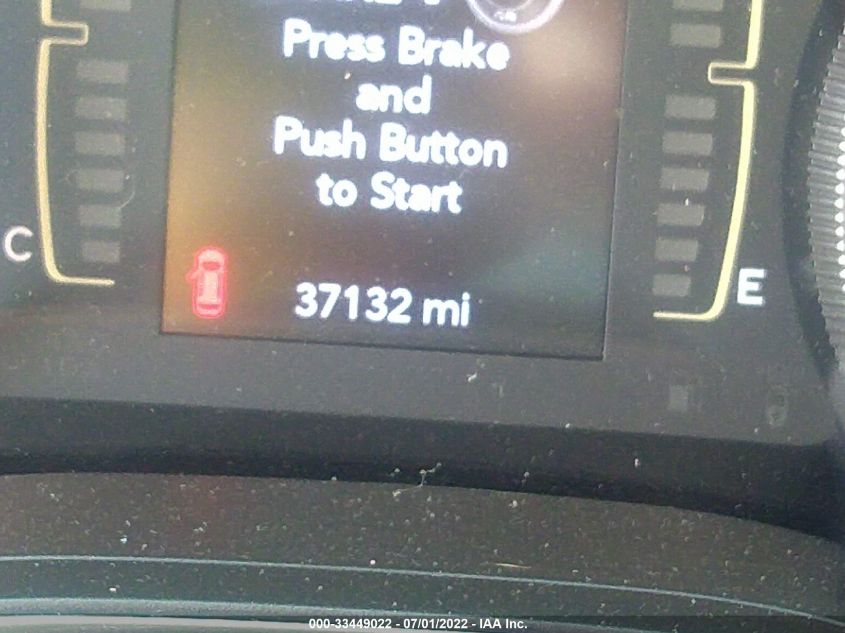 Press Brake
and
Push Button
to Start
C
E
37132 mi
000-33449022 - 07/01/2022 - IAA Inc.